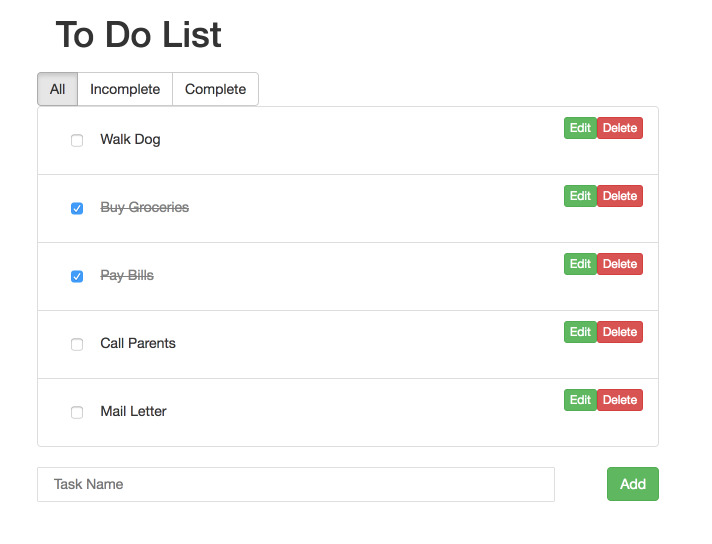 To Do List
All Incomplete Complete
Walk Dog Edit Delete
Buy Groceries Edit Delete
Pay Bills Edit Delete
Call Parents Edit Delete
Mail Letter Edit Delete
Task Name Add